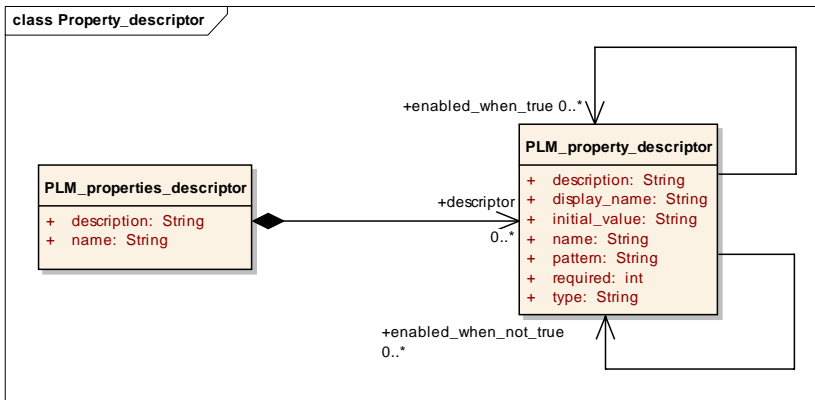 class Property_descriptor
+enabled_when_true 0..*
PLM_property_descriptor
+ description: String
+ display_name: String
+ initial_value: String
+ name: String
+ pattern: String
+ required: int
+ type: String
PLM_properties_descriptor
+ description: String
+ name: String
+descriptor
0..*
+enabled_when_not_true
0..*